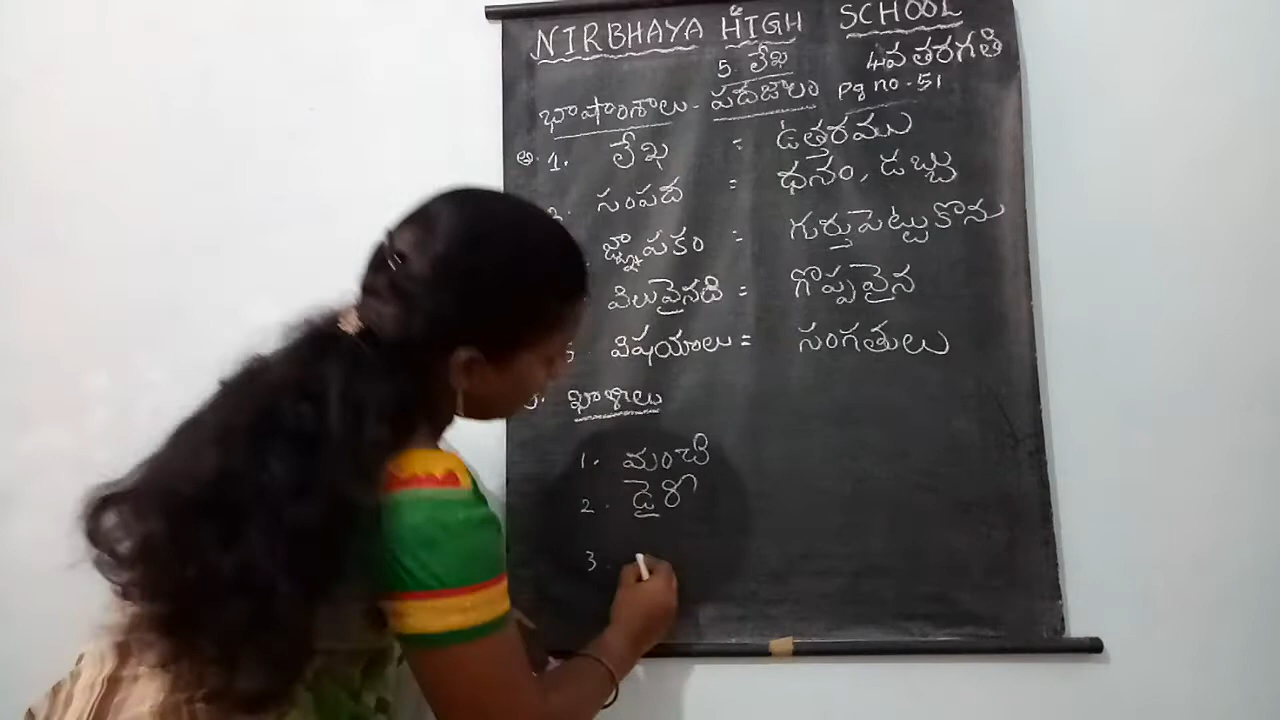 NIRBHAYA HIGH SCHOOL
5. లేఖ 4వ తరగతి
భాషాంశాలు - పదజాలం pg no - 51
అ. 1. లేఖ = ఉత్తరము
సంపద = ధనం, డబ్బు
జ్ఞాపకం = గుర్తుపెట్టుకొను
విలువైనది = గొప్పవైన
5. విషయాలు = సంగతులు
ఖాళీలు
1. మంచి
2. డైరీ
3.